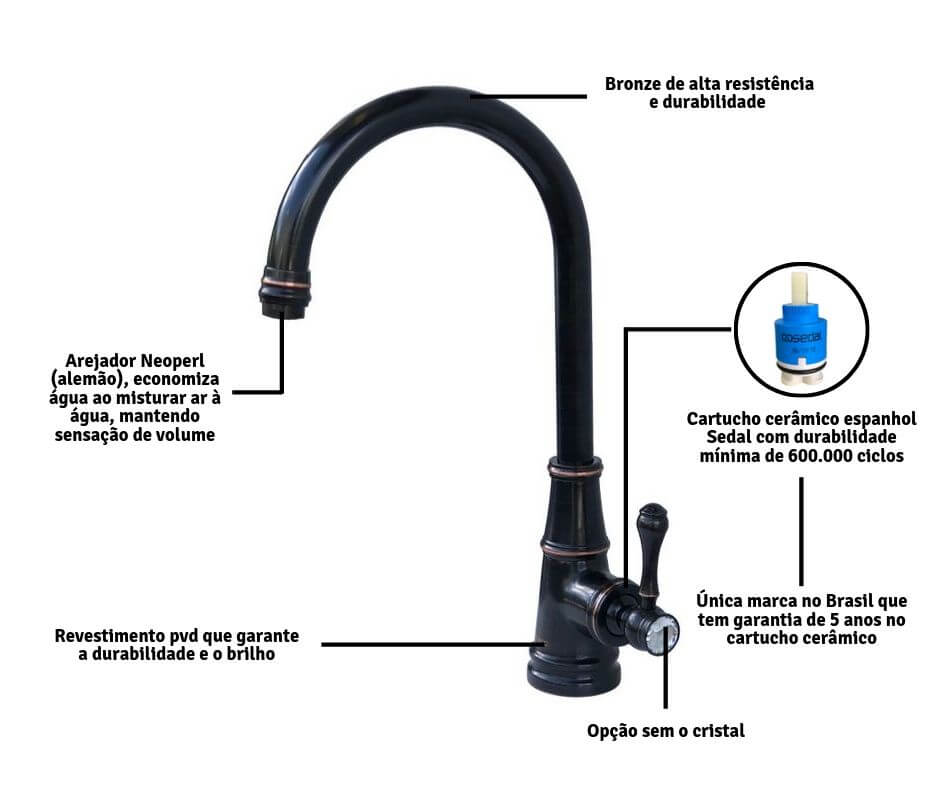 Bronze de alta resistência
e durabilidade
Arejador Neoperl
(alemão), economiza
água ao misturar ar à
água, mantendo
sensação de volume
sedal
Cartucho cerâmico espanhol
Sedal com durabilidade
mínima de 600.000 ciclos
Única marca no Brasil que
tem garantia de 5 anos no
cartucho cerâmico
Revestimento pvd que garante
a durabilidade e o brilho
Opção sem o cristal